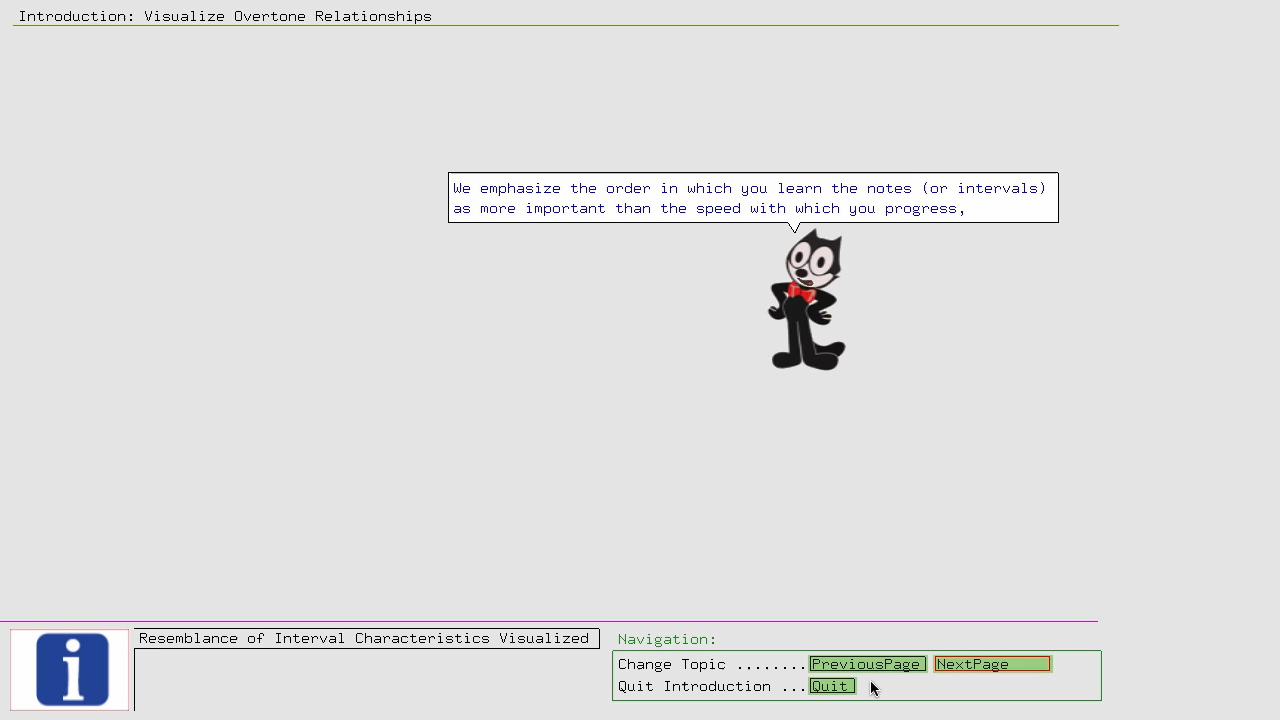 Introduction: Visualize Overtone Relationships
We emphasize the order in which you learn the notes (or intervals)
as more important than the speed with which you progress,
Resemblance of Interval Characteristics Visualized
Navigation:
Change Topic ........PreviousPage NextPage
Quit Introduction ...Quit